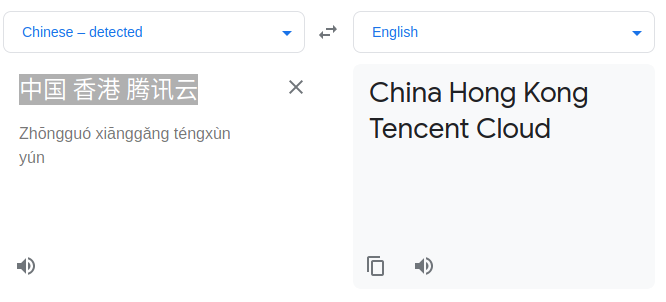 Chinese – detected
English
中国 香港 腾讯云
Zhōngguó xiānggǎng téngxùn
yún
China Hong Kong
Tencent Cloud